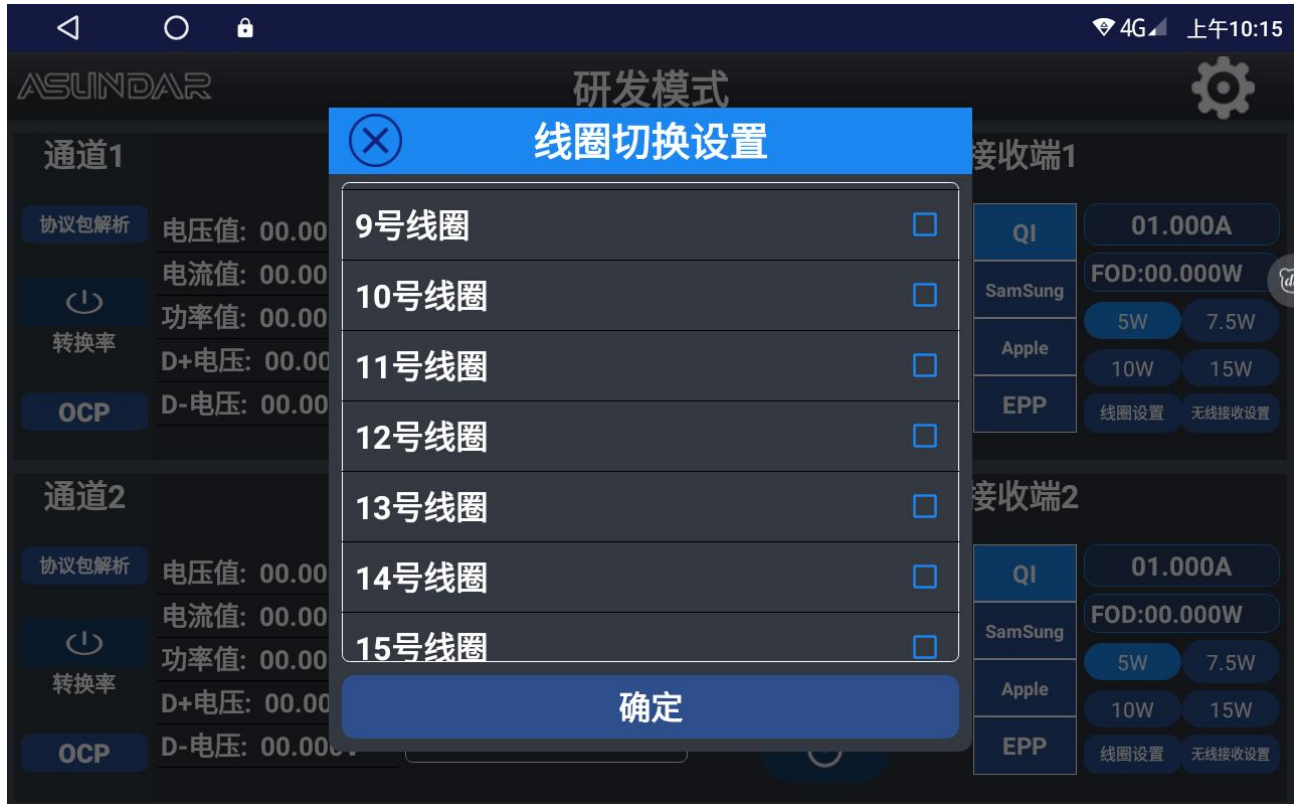 4G 上午10:15
ASUNDAR
研发模式
线圈切换设置
9号线圈
10号线圈
11号线圈
12号线圈
13号线圈
14号线圈
15号线圈
确定
通道1
协议包解析
转换率
OCP
电压值: 00.00
电流值: 00.00
功率值: 00.00
D+电压: 00.00
D-电压: 00.00
接收端1
QI
SamSung
Apple
EPP
01.000A
FOD:00.000W
5W 7.5W
10W 15W
线圈设置 无线接收设置
通道2
协议包解析
转换率
OCP
电压值: 00.00
电流值: 00.00
功率值: 00.00
D+电压: 00.00
D-电压: 00.000V
接收端2
QI
SamSung
Apple
EPP
01.000A
FOD:00.000W
5W 7.5W
10W 15W
线圈设置 无线接收设置